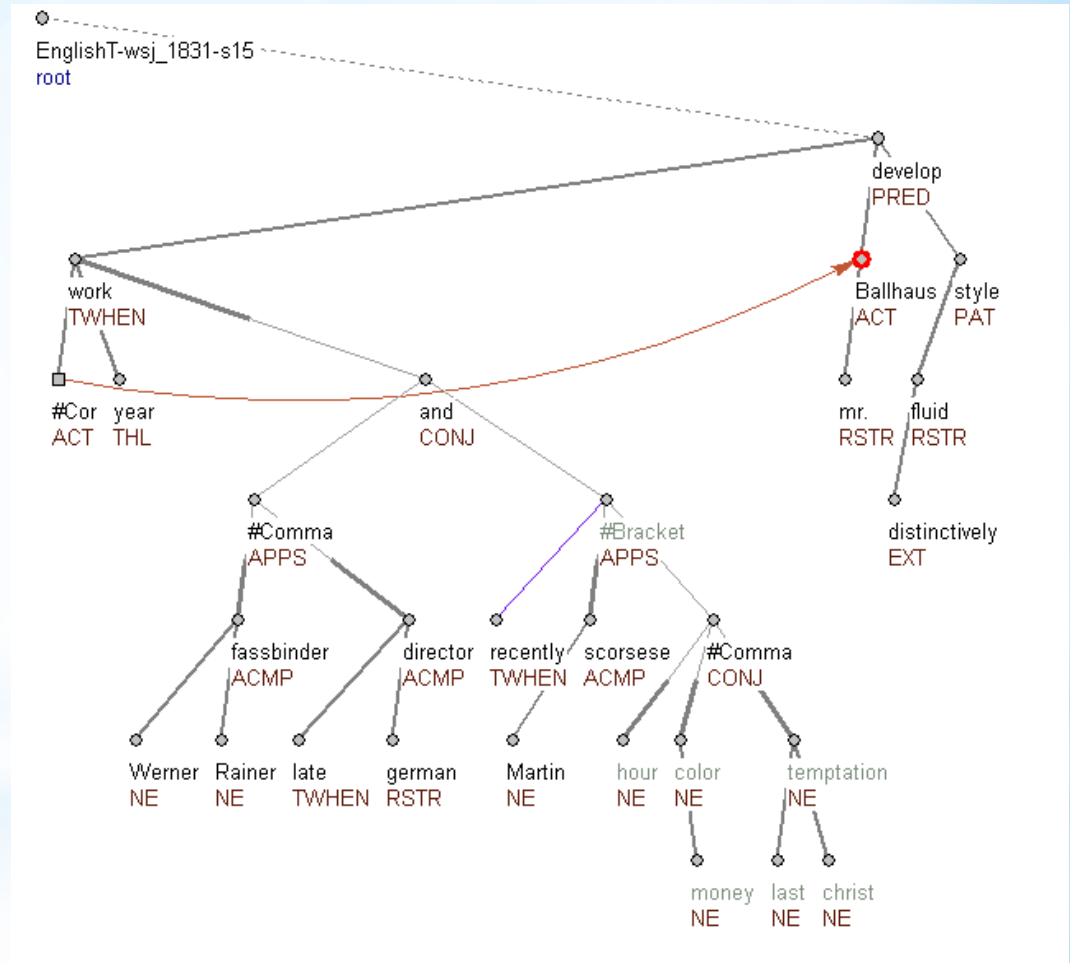 EnglishT-wsj_1831-s15
root
develop
PRED
work
TWHEN
Ballhaus style
ACT PAT
#Cor year and mr. fluid
ACT THL CONJ RSTR RSTR
#Comma #Bracket distinctively
APPS APPS EXT
fassbinder director recently scorsese #Comma
ACMP ACMP TWHEN ACMP CONJ
Werner Rainer late german Martin hour color temptation
NE NE TWHEN RSTR NE NE NE NE
money last christ
NE NE NE